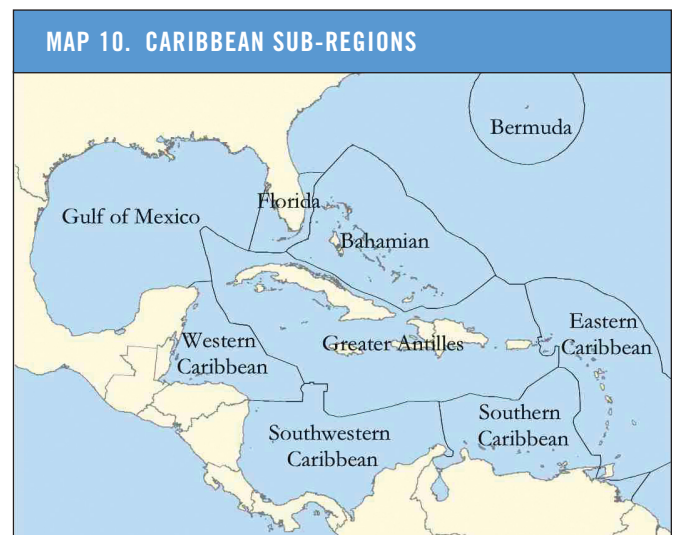 MAP 10. CARIBBEAN SUB-REGIONS
Bermuda
Florida
Gulf of Mexico
Bahamian
Eastern
Caribbean
Western
Caribbean
Greater Antilles
Southern
Caribbean
Southwestern
Caribbean